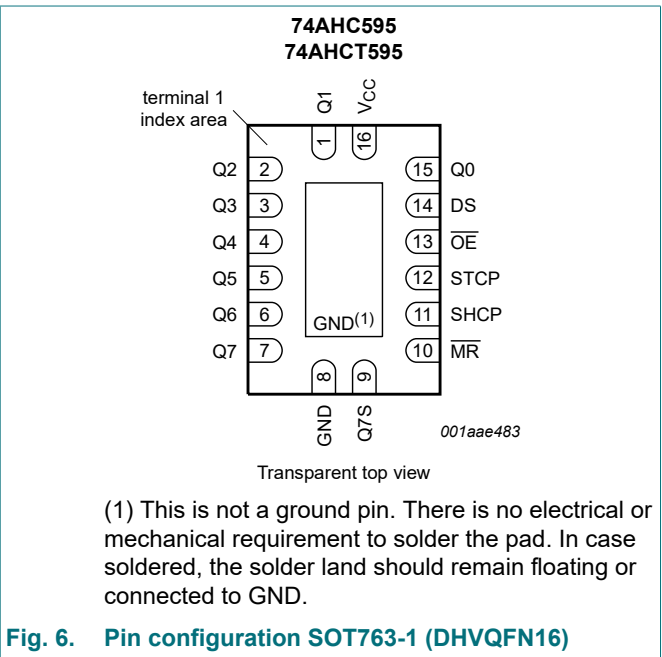 74AHC595
74AHCT595
terminal 1
index area
Q1
VCC
1
16
Q2 2
15 Q0
Q3 3
14 DS
Q4 4
13 OE
Q5 5
12 STCP
Q6 6
11 SHCP
Q7 7
10 MR
GND(1)
8
9
GND
Q7S
001aae483
Transparent top view
(1) This is not a ground pin. There is no electrical or
mechanical requirement to solder the pad. In case
soldered, the solder land should remain floating or
connected to GND.
Fig. 6. Pin configuration SOT763-1 (DHVQFN16)